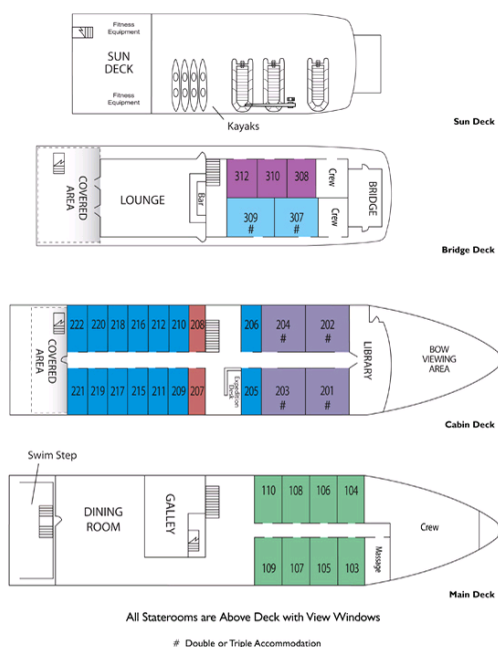 Fitness
Equipment
SUN
DECK
Fitness
Equipment
Kayaks
Sun Deck
COVERED
AREA
LOUNGE
Bar
312
310
308
Crew
309
#
307
#
Crew
BRIDGE
Bridge Deck
COVERED
AREA
222
220
218
216
212
210
208
206
204
#
202
#
221
219
217
215
211
209
207
Expedition
Desk
205
203
#
201
#
LIBRARY
BOW
VIEWING
AREA
Cabin Deck
Swim Step
DINING
ROOM
GALLEY
110
108
106
104
109
107
105
103
Massage
Crew
Main Deck
All Staterooms are Above Deck with View Windows
# Double or Triple Accommodation